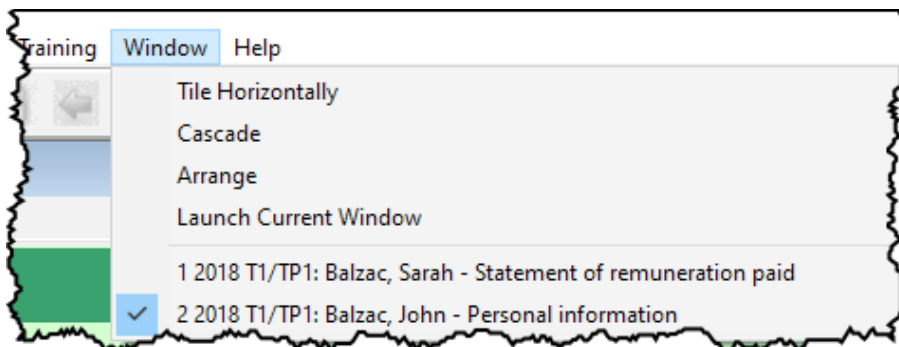 Training Window Help
Tile Horizontally
Cascade
Arrange
Launch Current Window
1 2018 T1/TP1: Balzac, Sarah - Statement of remuneration paid
2 2018 T1/TP1: Balzac, John - Personal information